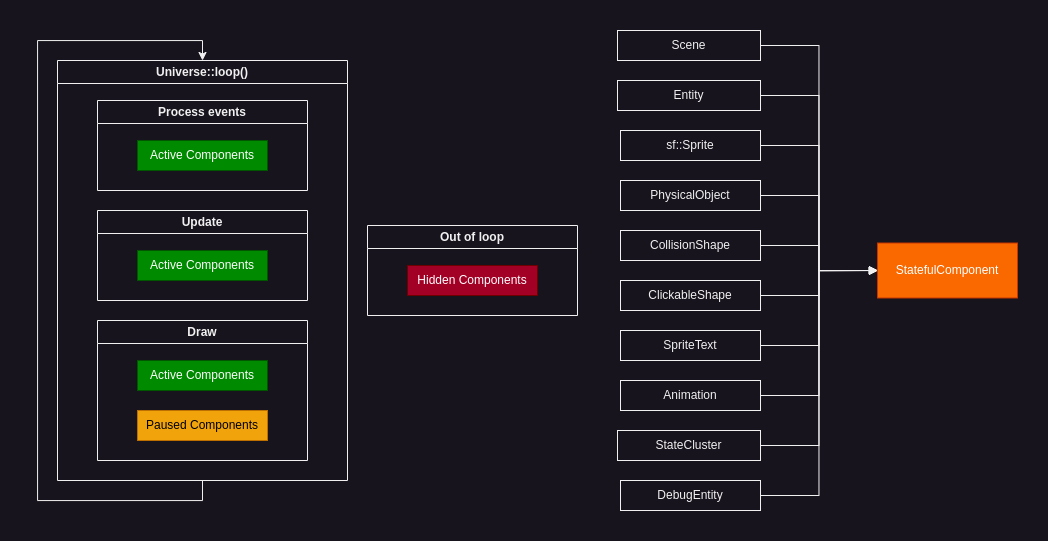 Universe::loop()
Process events
Active Components
Update
Active Components
Draw
Active Components
Paused Components
Out of loop
Hidden Components
Scene
Entity
sf::Sprite
PhysicalObject
CollisionShape
ClickableShape
SpriteText
Animation
StateCluster
DebugEntity
StatefulComponent